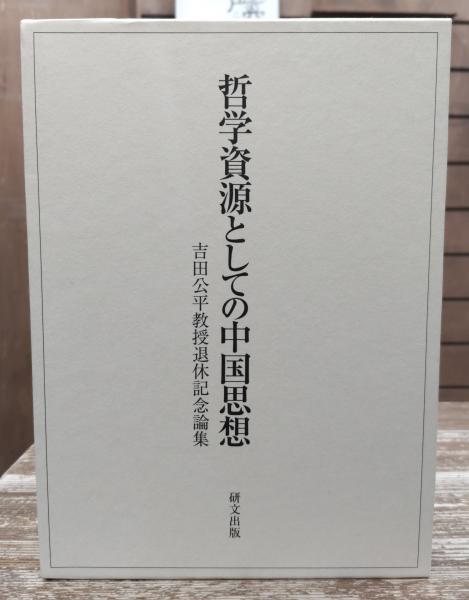 哲学資源としての中国思想
吉田公平教授退休記念論集
研文出版